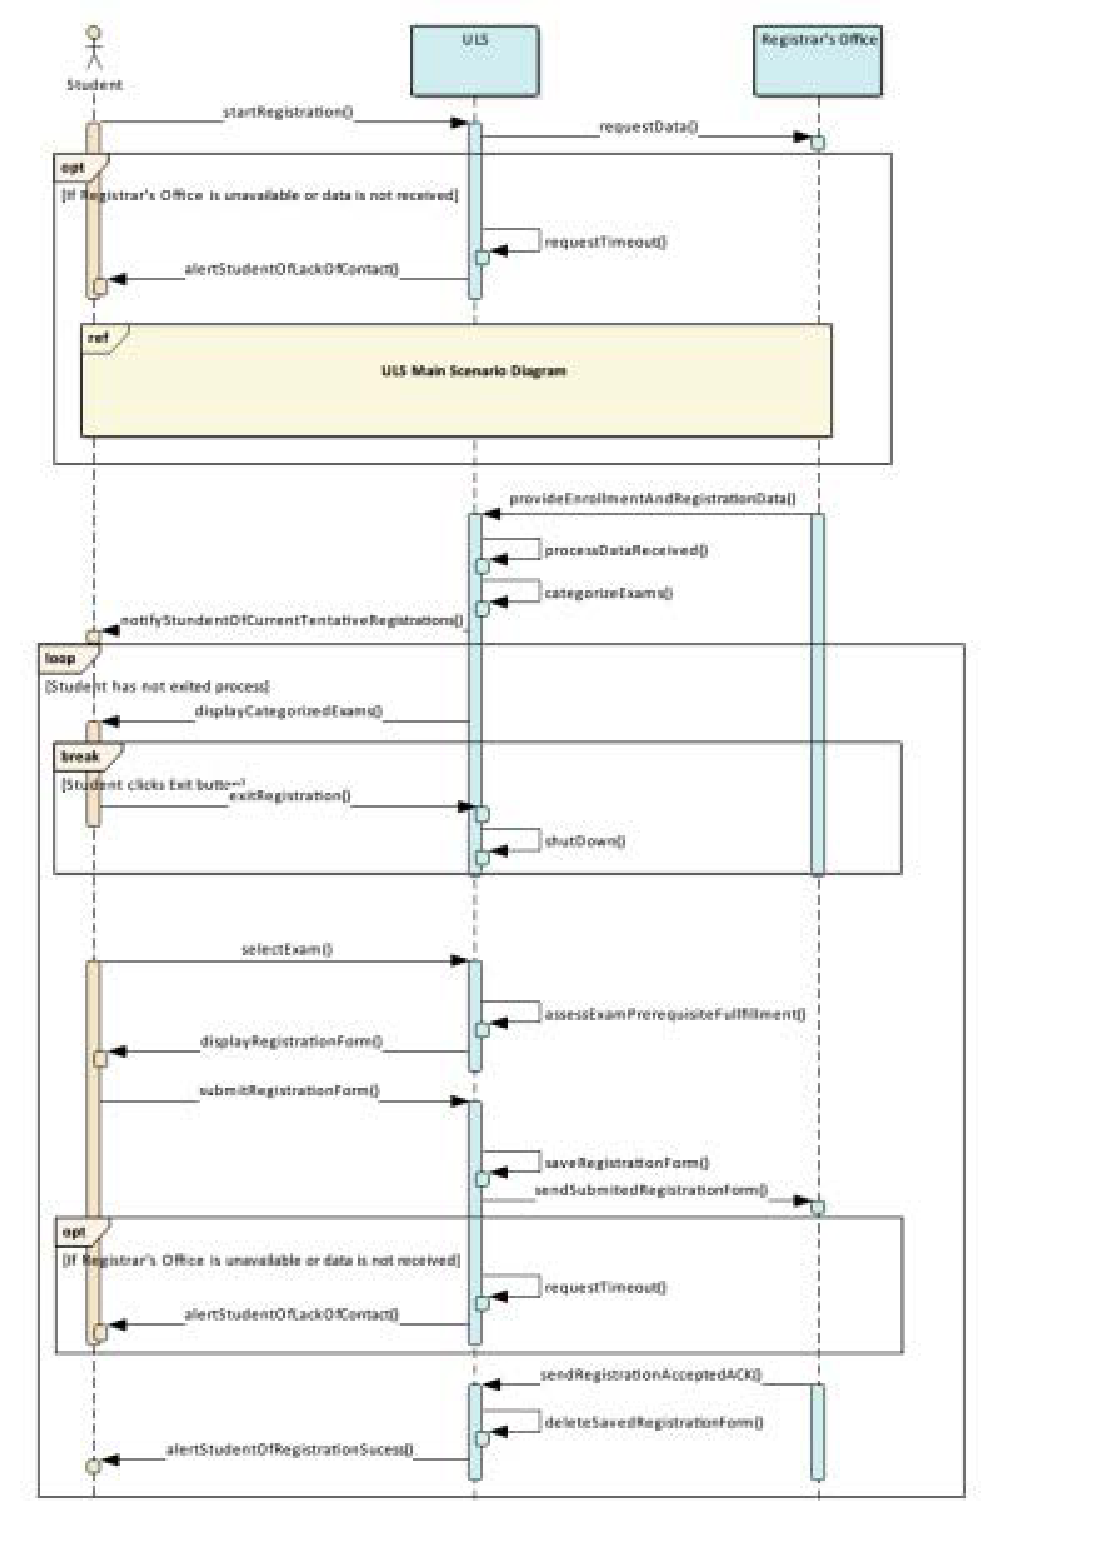 Student
ULS
Registrar's Office
startRegistration()
requestData()
opt
[If Registrar's Office is unavailable or data is not received]
requestTimeout()
alertStudentOfLackOfContact()
ref
ULS Main Scenario Diagram
provideEnrollmentAndRegistrationData()
processDataReceived()
categorizeExams()
notifyStundentOfCurrentTentativeRegistrations()
loop
[Student has not exited process]
displayCategorizedExams()
break
[Student clicks Exit button]
exitRegistration()
shutDown()
selectExam()
assessExamPrerequisiteFullfillment()
displayRegistrationForm()
submitRegistrationForm()
saveRegistrationForm()
sendSubmitedRegistrationForm()
opt
[If Registrar's Office is unavailable or data is not received]
requestTimeout()
alertStudentOfLackOfContact()
sendRegistrationAcceptedACK()
deleteSavedRegistrationForm()
alertStudentOfRegistrationSucess()